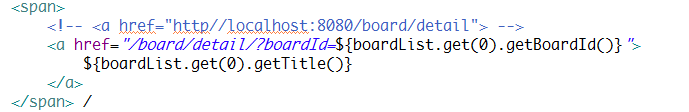 <span>
<!-- <a href="http//localhost:8080/board/detail"> -->
<a href="/board/detail/?boardId=${boardList.get(0).getBoardId()} ">
${boardList.get(0).getTitle()}
</a>
</span> /